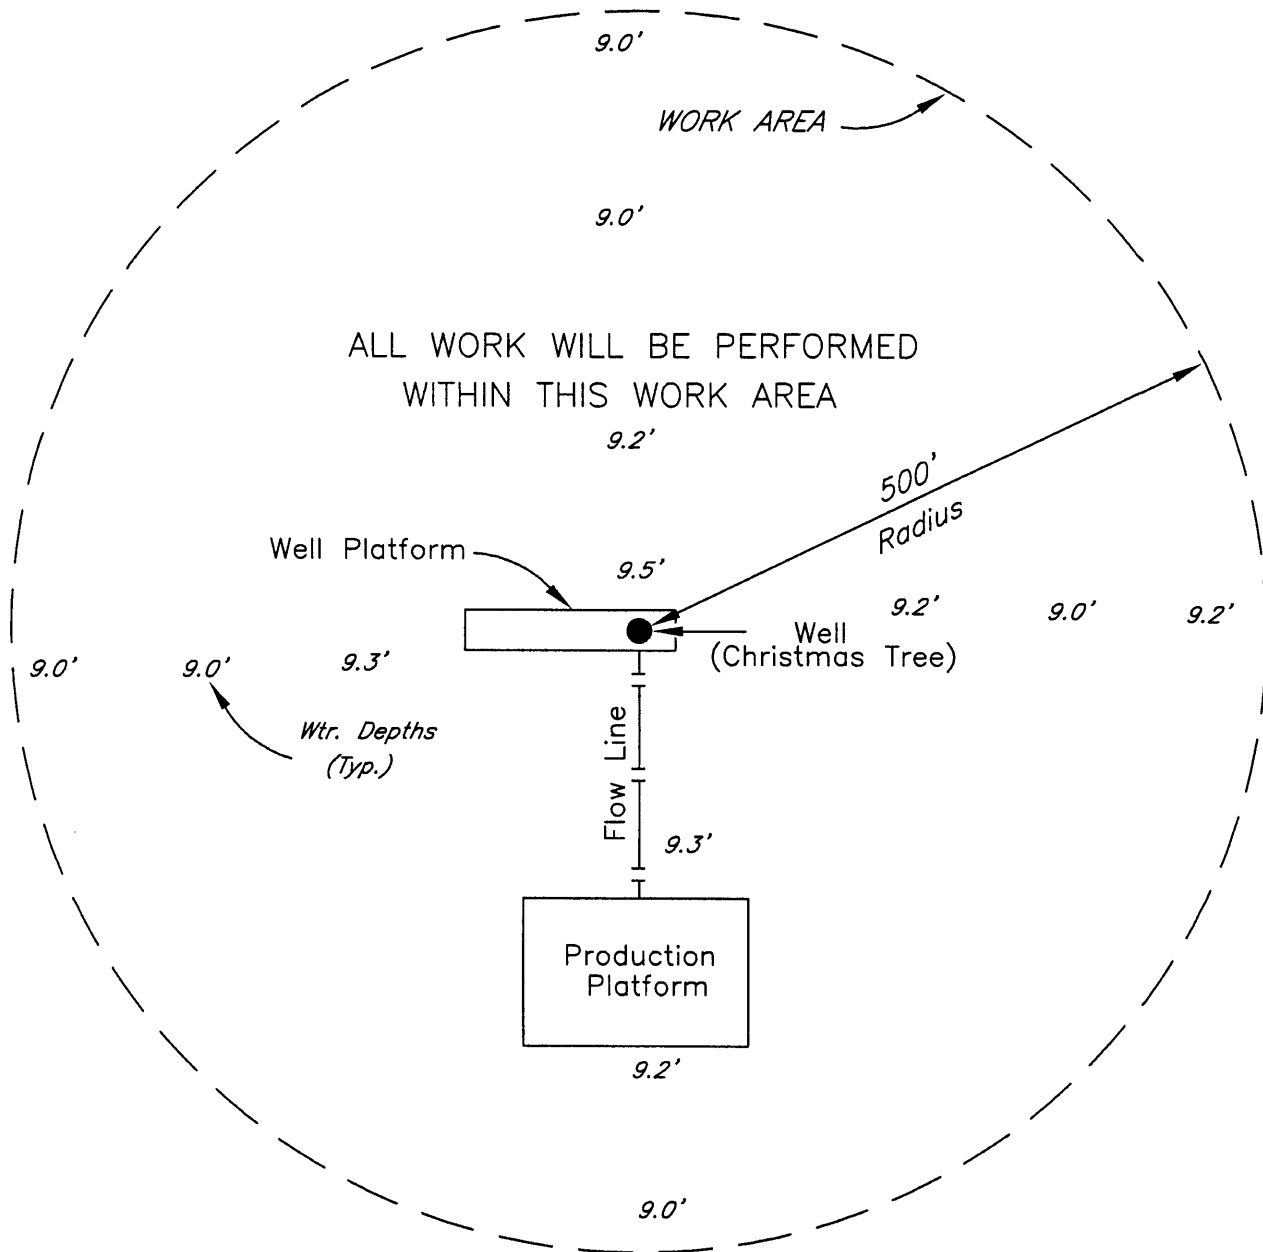 9.0'
WORK AREA
9.0'
ALL WORK WILL BE PERFORMED
WITHIN THIS WORK AREA
9.2'
500'
Radius
Well Platform
9.5'
9.2'
9.0'
9.2'
Well
(Christmas Tree)
9.0'
9.0'
9.3'
Wtr. Depths
(Typ.)
Flow Line
9.3'
Production
Platform
9.2'
9.0'